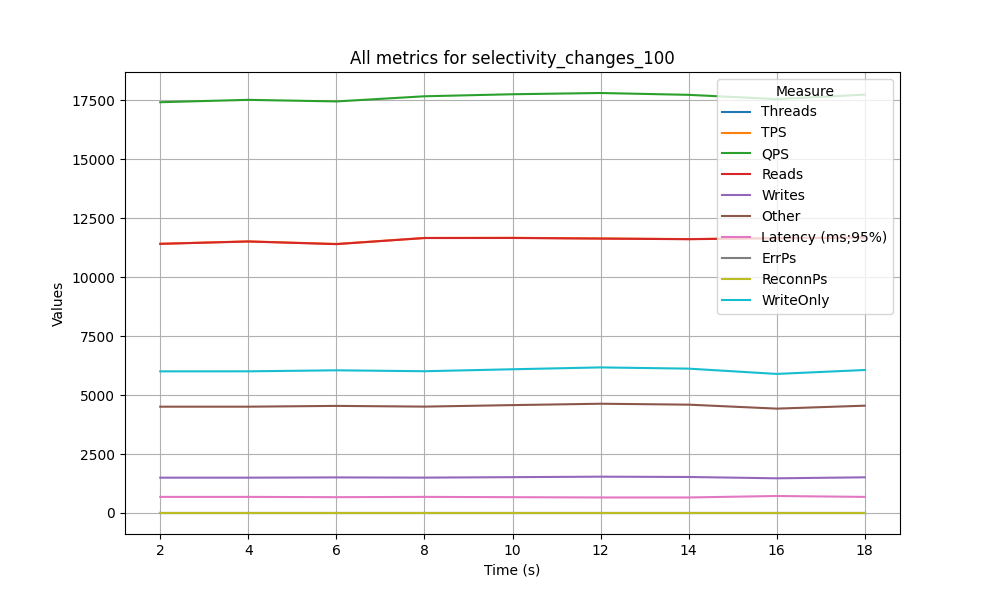 All metrics for selectivity_changes_100
17500
15000
12500
10000
7500
5000
2500
0
Values
2 4 6 8 10 12 14 16 18
Time (s)
Measure
Threads
TPS
QPS
Reads
Writes
Other
Latency (ms;95%)
ErrPs
ReconnPs
WriteOnly